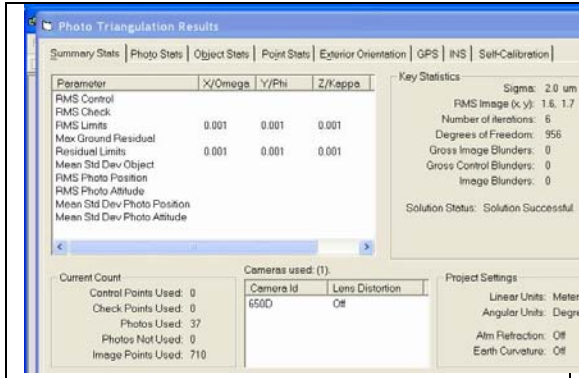 Photo Triangulation Results
Summary Stats Photo Stats Object Stats Point Stats Exterior Orientation GPS INS Self-Calibration
Parameter X/Omega Y/Phi Z/Kappa
RMS Control
RMS Check
RMS Limits 0.001 0.001 0.001
Max Ground Residual
Residual Limits 0.001 0.001 0.001
Mean Std Dev Object
RMS Photo Position
RMS Photo Attitude
Mean Std Dev Photo Position
Mean Std Dev Photo Attitude
Key Statistics
Sigma: 2.0 um
RMS Image (x, y): 1.6, 1.7
Number of iterations: 6
Degrees of Freedom: 956
Gross Image Blunders: 0
Gross Control Blunders: 0
Image Blunders: 0
Solution Status: Solution Successful.
Current Count
Control Points Used: 0
Check Points Used: 0
Photos Used: 37
Photos Not Used: 0
Image Points Used: 710
Cameras used: (1).
Camera Id Lens Distortion
650D Off
Project Settings
Linear Units: Meter
Angular Units: Degre
Atm Refraction: Off
Earth Curvature: Off